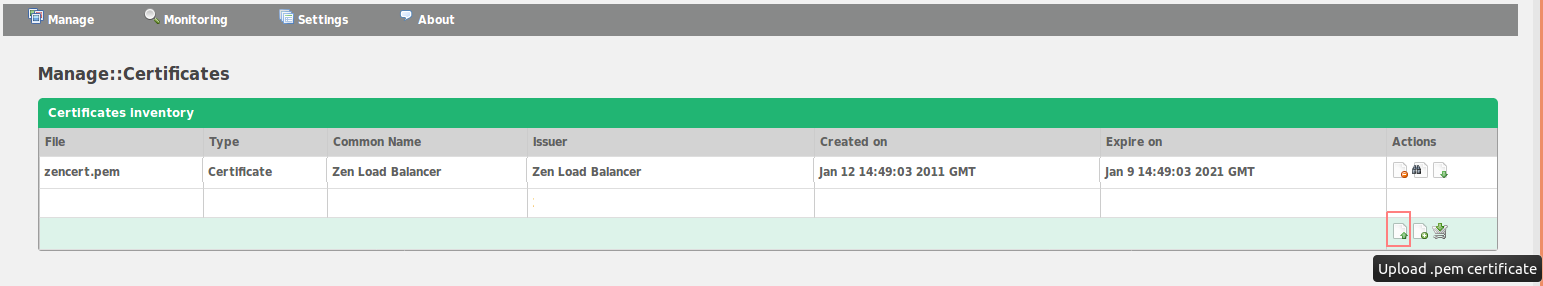 Manage Monitoring Settings About
Manage::Certificates
Certificates Inventory
File Type Common Name Issuer Created on Expire on Actions
zencert.pem Certificate Zen Load Balancer Zen Load Balancer Jan 12 14:49:03 2011 GMT Jan 9 14:49:03 2021 GMT
:
Upload .pem certificate